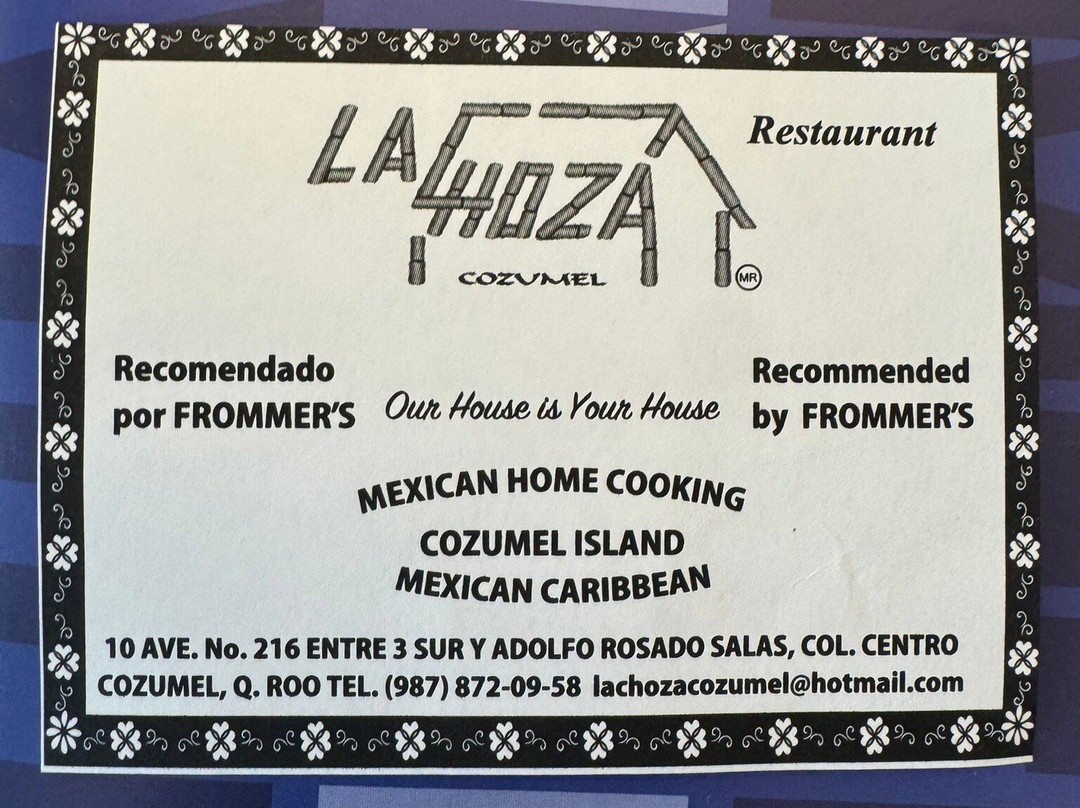 LA CHOZA Restaurant
COZUMEL MR
Recomendado
por FROMMER'S
Our House is Your House
Recommended
by FROMMER'S
MEXICAN HOME COOKING
COZUMEL ISLAND
MEXICAN CARIBBEAN
10 AVE. No. 216 ENTRE 3 SUR Y ADOLFO ROSADO SALAS, COL. CENTRO
COZUMEL, Q. ROO TEL. (987) 872-09-58 lachozacozumel@hotmail.com